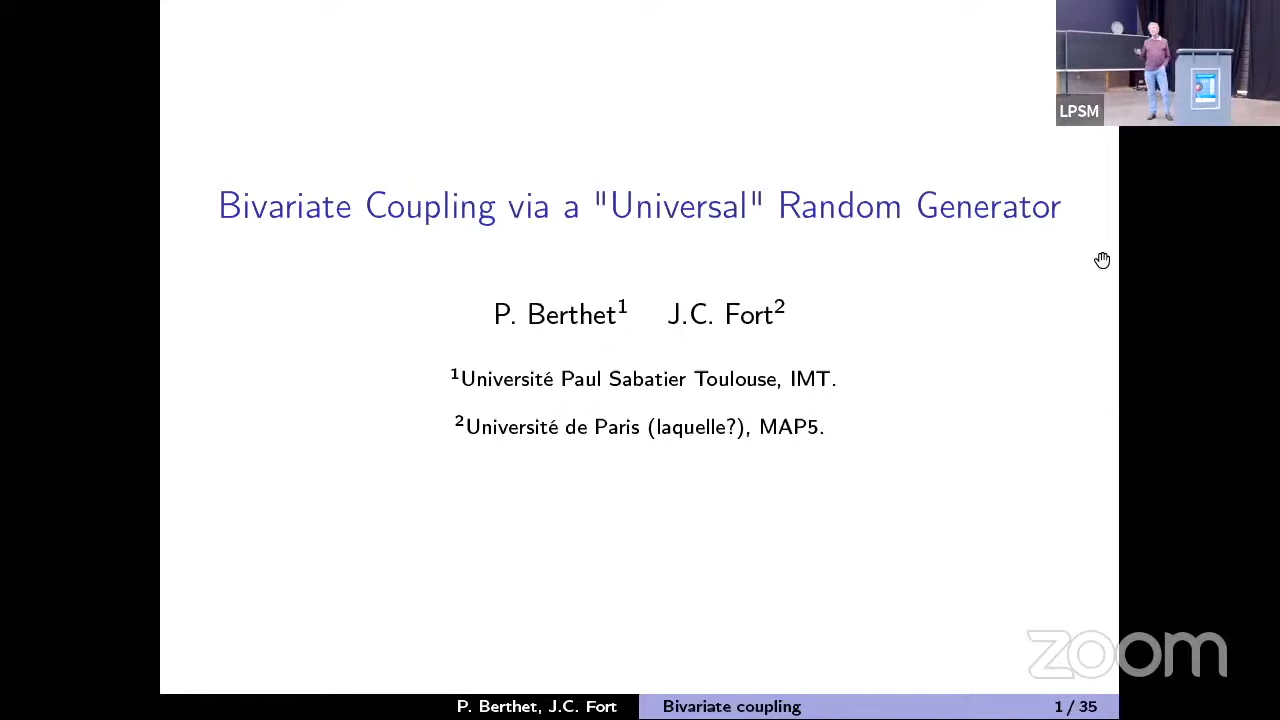 LPSM
Bivariate Coupling via a "Universal" Random Generator
P. Berthet¹ J.C. Fort²
¹Université Paul Sabatier Toulouse, IMT.
²Université de Paris (laquelle?), MAP5.
zoom
P. Berthet, J.C. Fort Bivariate coupling 1 / 35